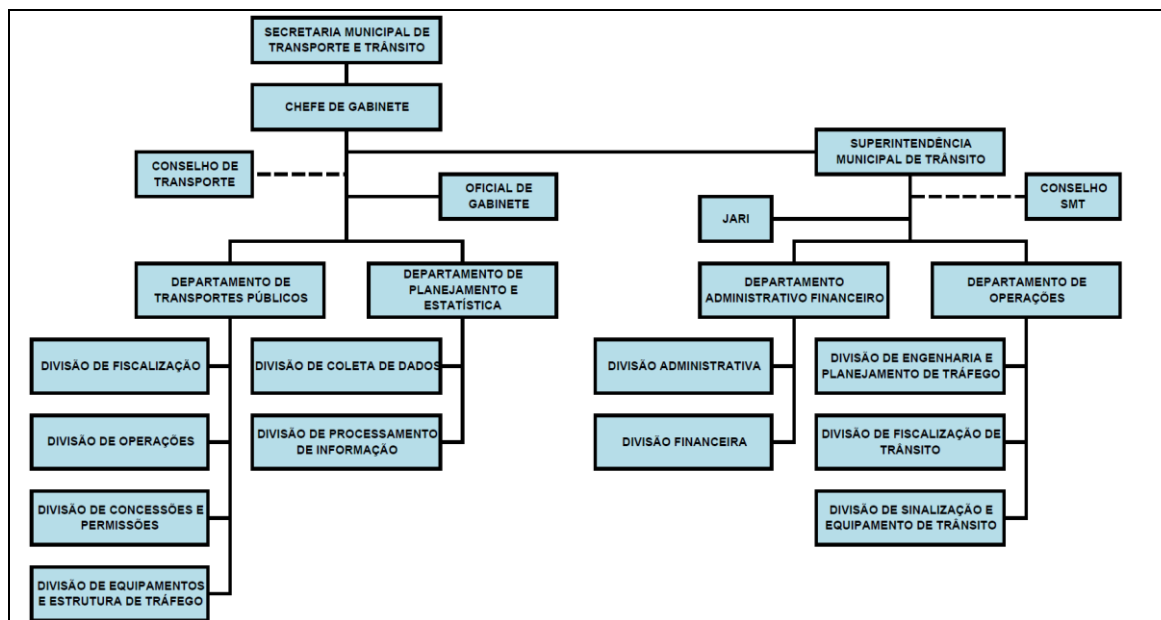 SECRETARIA MUNICIPAL DE
TRANSPORTE E TRÂNSITO
CHEFE DE GABINETE
CONSELHO DE
TRANSPORTE
OFICIAL DE
GABINETE
SUPERINTENDÊNCIA
MUNICIPAL DE TRÂNSITO
JARI
CONSELHO
SMT
DEPARTAMENTO DE
TRANSPORTES PÚBLICOS
DEPARTAMENTO DE
PLANEJAMENTO E
ESTATÍSTICA
DEPARTAMENTO
ADMINISTRATIVO FINANCEIRO
DEPARTAMENTO DE
OPERAÇÕES
DIVISÃO DE FISCALIZAÇÃO
DIVISÃO DE OPERAÇÕES
DIVISÃO DE CONCESSÕES E
PERMISSÕES
DIVISÃO DE EQUIPAMENTOS
E ESTRUTURA DE TRÁFEGO
DIVISÃO DE COLETA DE DADOS
DIVISÃO DE PROCESSAMENTO
DE INFORMAÇÃO
DIVISÃO ADMINISTRATIVA
DIVISÃO FINANCEIRA
DIVISÃO DE ENGENHARIA E
PLANEJAMENTO DE TRÁFEGO
DIVISÃO DE FISCALIZAÇÃO DE
TRÂNSITO
DIVISÃO DE SINALIZAÇÃO E
EQUIPAMENTO DE TRÂNSITO